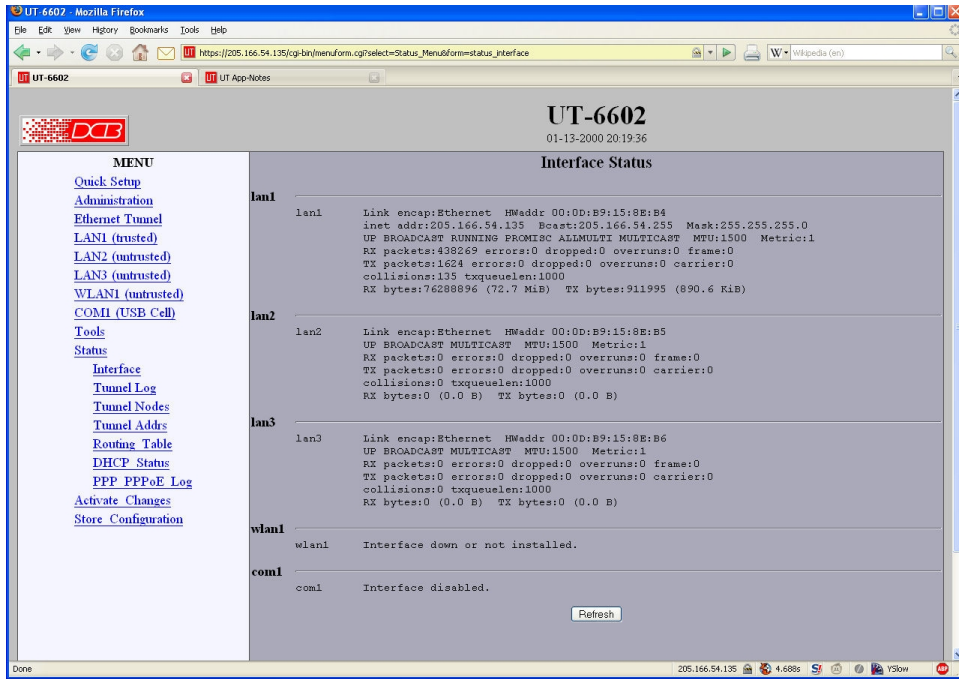 UT-6602 - Mozilla Firefox
File Edit View History Bookmarks Tools Help
https://205.166.54.135/cgi-bin/menuform.cgi?select=Status_Menu&form=status_interface
Wikipedia (en)
UT-6602
UT App-Notes
DCB
UT-6602
01-13-2000 20:19:36
MENU
Quick Setup
Administration
Ethernet Tunnel
LAN1 (trusted)
LAN2 (untrusted)
LAN3 (untrusted)
WLAN1 (untrusted)
COM1 (USB Cell)
Tools
Status
Interface
Tunnel Log
Tunnel Nodes
Tunnel Addrs
Routing Table
DHCP Status
PPP PPPoE Log
Activate Changes
Store Configuration
Interface Status
lan1
lan1 Link encap:Ethernet HWaddr 00:0D:B9:15:8E:B4
inet addr:205.166.54.135 Bcast:205.166.54.255 Mask:255.255.255.0
UP BROADCAST RUNNING PROMISC ALLMULTI MULTICAST MTU:1500 Metric:1
RX packets:438269 errors:0 dropped:0 overruns:0 frame:0
TX packets:1624 errors:0 dropped:0 overruns:0 carrier:0
collisions:135 txqueuelen:1000
RX bytes:76288896 (72.7 MiB) TX bytes:911995 (890.6 KiB)
lan2
lan2 Link encap:Ethernet HWaddr 00:0D:B9:15:8E:B5
UP BROADCAST MULTICAST MTU:1500 Metric:1
RX packets:0 errors:0 dropped:0 overruns:0 frame:0
TX packets:0 errors:0 dropped:0 overruns:0 carrier:0
collisions:0 txqueuelen:1000
RX bytes:0 (0.0 B) TX bytes:0 (0.0 B)
lan3
lan3 Link encap:Ethernet HWaddr 00:0D:B9:15:8E:B6
UP BROADCAST MULTICAST MTU:1500 Metric:1
RX packets:0 errors:0 dropped:0 overruns:0 frame:0
TX packets:0 errors:0 dropped:0 overruns:0 carrier:0
collisions:0 txqueuelen:1000
RX bytes:0 (0.0 B) TX bytes:0 (0.0 B)
wlan1
wlan1 Interface down or not installed.
com1
com1 Interface disabled.
Refresh
Done
205.166.54.135 4.688s YSlow ABP